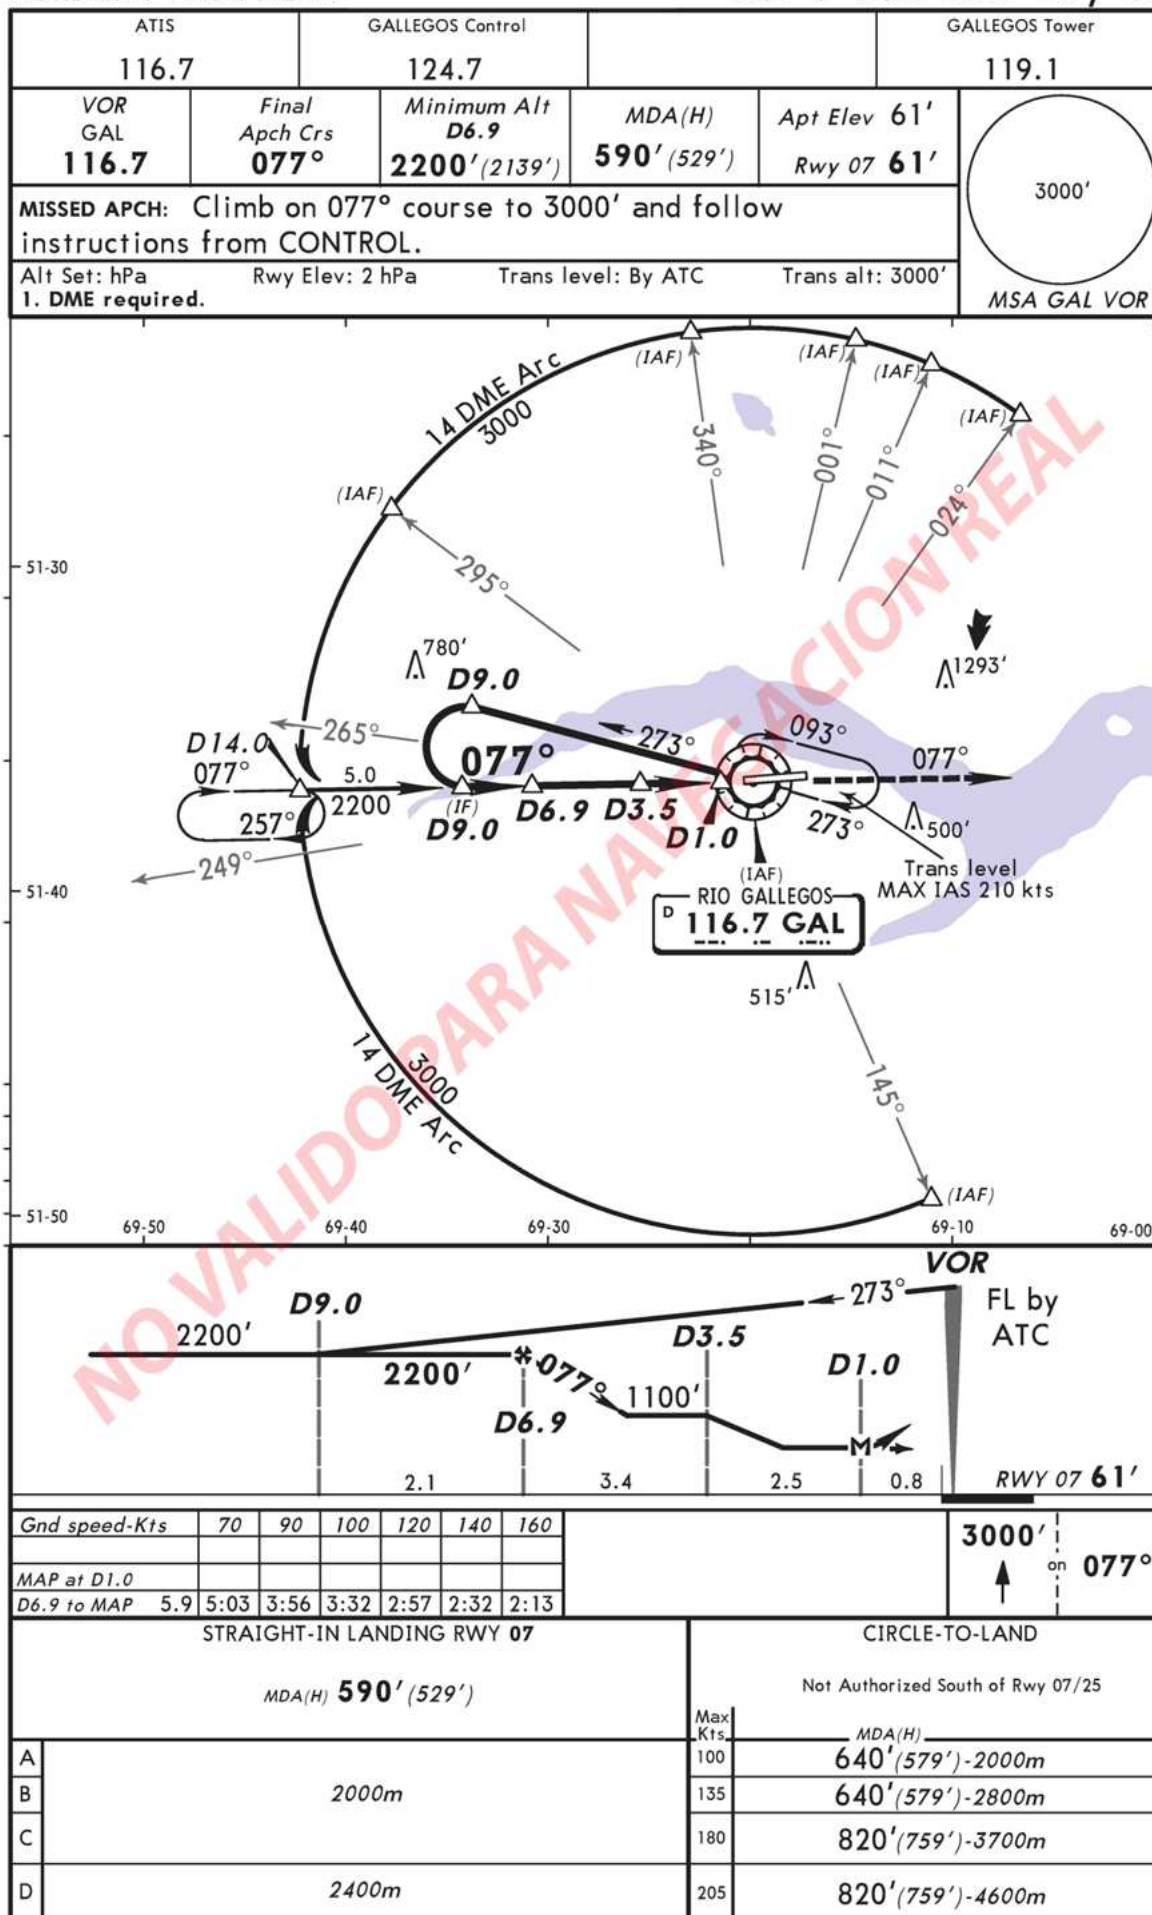 ATIS
116.7
GALLEGOS Control
124.7
GALLEGOS Tower
119.1
VOR
GAL
116.7
Final
Apch Crs
077°
Minimum Alt
D6.9
2200' (2139')
MDA(H)
590' (529')
Apt Elev 61'
Rwy 07 61'
3000'
MSA GAL VOR
MISSED APCH: Climb on 077° course to 3000' and follow
instructions from CONTROL.
Alt Set: hPa Rwy Elev: 2 hPa Trans level: By ATC Trans alt: 3000'
1. DME required.
(IAF)
(IAF)
(IAF)
(IAF)
14 DME Arc
3000
340°
001°
011°
024°
(IAF)
295°
51-30
780'
1293'
D9.0
265°
273°
093°
D14.0
077°
5.0
2200
077°
077°
257°
(IF)
D9.0
D6.9
D3.5
D1.0
273°
500'
249°
Trans level
MAX IAS 210 kts
51-40
(IAF)
RIO GALLEGOS
D 116.7 GAL
515'
145°
3000
14 DME Arc
(IAF)
51-50
69-50
69-40
69-30
69-10
69-00
NO VALIDO PARA NAVEGACION REAL
VOR
273°
FL by
ATC
D9.0
2200'
D3.5
2200'
077°
D1.0
1100'
D6.9
M
2.1
3.4
2.5
0.8
RWY 07 61'
Gnd speed-Kts 70 90 100 120 140 160
MAP at D1.0
D6.9 to MAP 5.9 5:03 3:56 3:32 2:57 2:32 2:13
3000'
on 077°
STRAIGHT-IN LANDING RWY 07
MDA(H) 590' (529')
CIRCLE-TO-LAND
Not Authorized South of Rwy 07/25
Max
Kts
MDA(H)
A
B
C
D
2000m
2400m
100 640' (579') -2000m
135 640' (579') -2800m
180 820' (759') -3700m
205 820' (759') -4600m